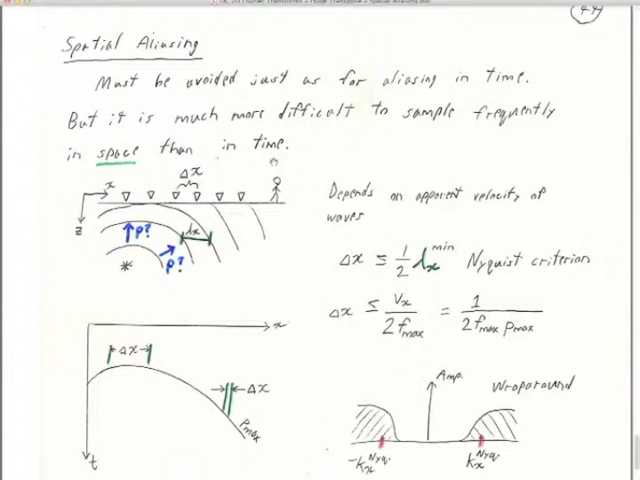 44
Spatial Aliasing
Must be avoided just as for aliasing in time.
But it is much more difficult to sample frequently
in space than in time.
Δx
x
z
λx
p?
p?
*
Depends on apparent velocity of
waves
Δx ≤ 1/2 λx^min Nyquist criterion
Δx ≤ Vx / 2fmax = 1 / 2fmax pmax
x
Δx
Δx
pmax
t
Amp.
Wraparound
-kx^Nyq.
kx^Nyq.